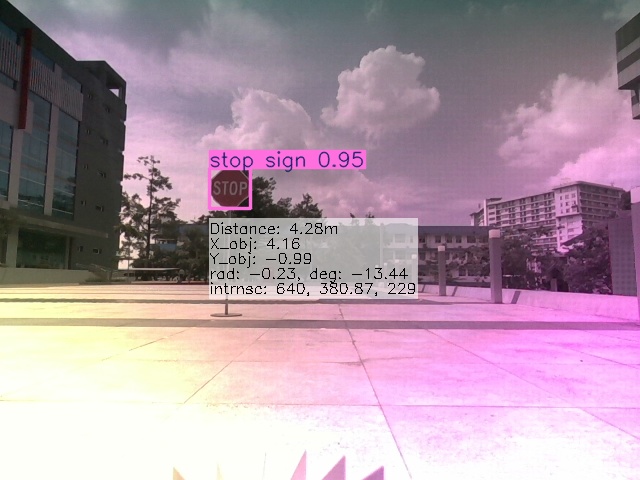 stop sign 0.95
STOP
Distance: 4.28m
X_obj: 4.16
Y_obj: -0.99
rad: -0.23, deg: -13.44
intrnsc: 640, 380.87, 229